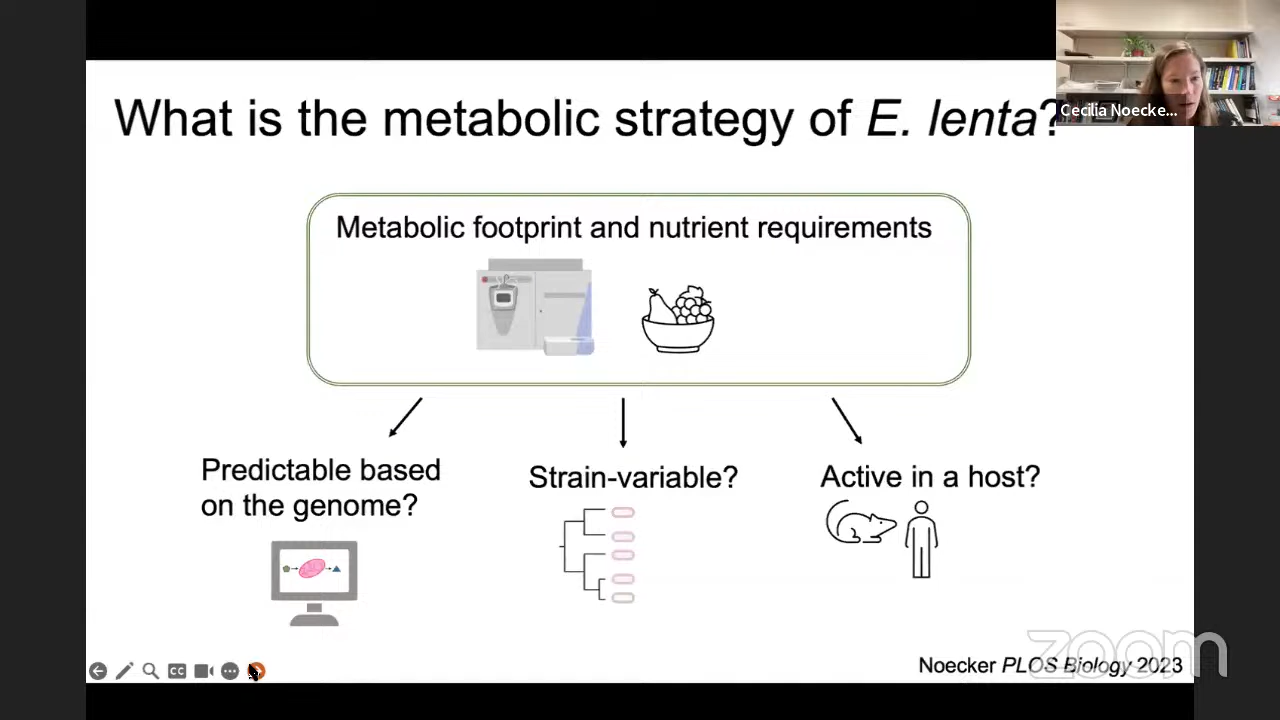 What is the metabolic strategy of E. lenta?
Cecilia Noecke...
Metabolic footprint and nutrient requirements
Predictable based
on the genome?
Strain-variable?
Active in a host?
CC
zoom
Noecker PLOS Biology 2023